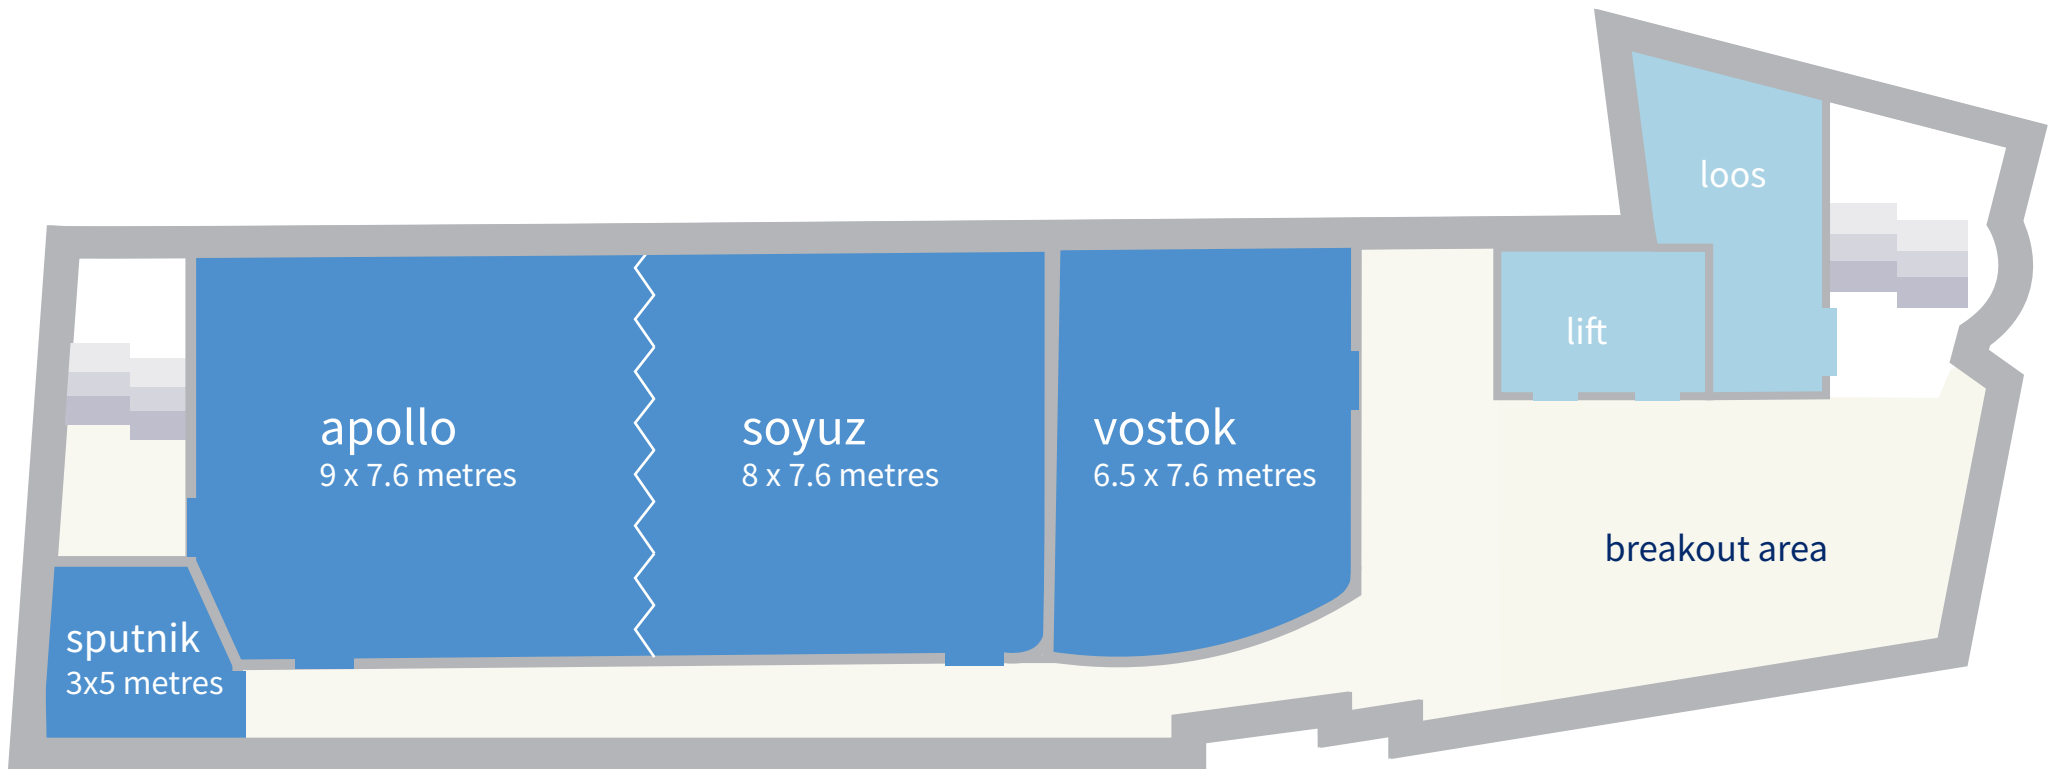 loos
lift
apollo
9 x 7.6 metres
soyuz
8 x 7.6 metres
vostok
6.5 x 7.6 metres
breakout area
sputnik
3x5 metres